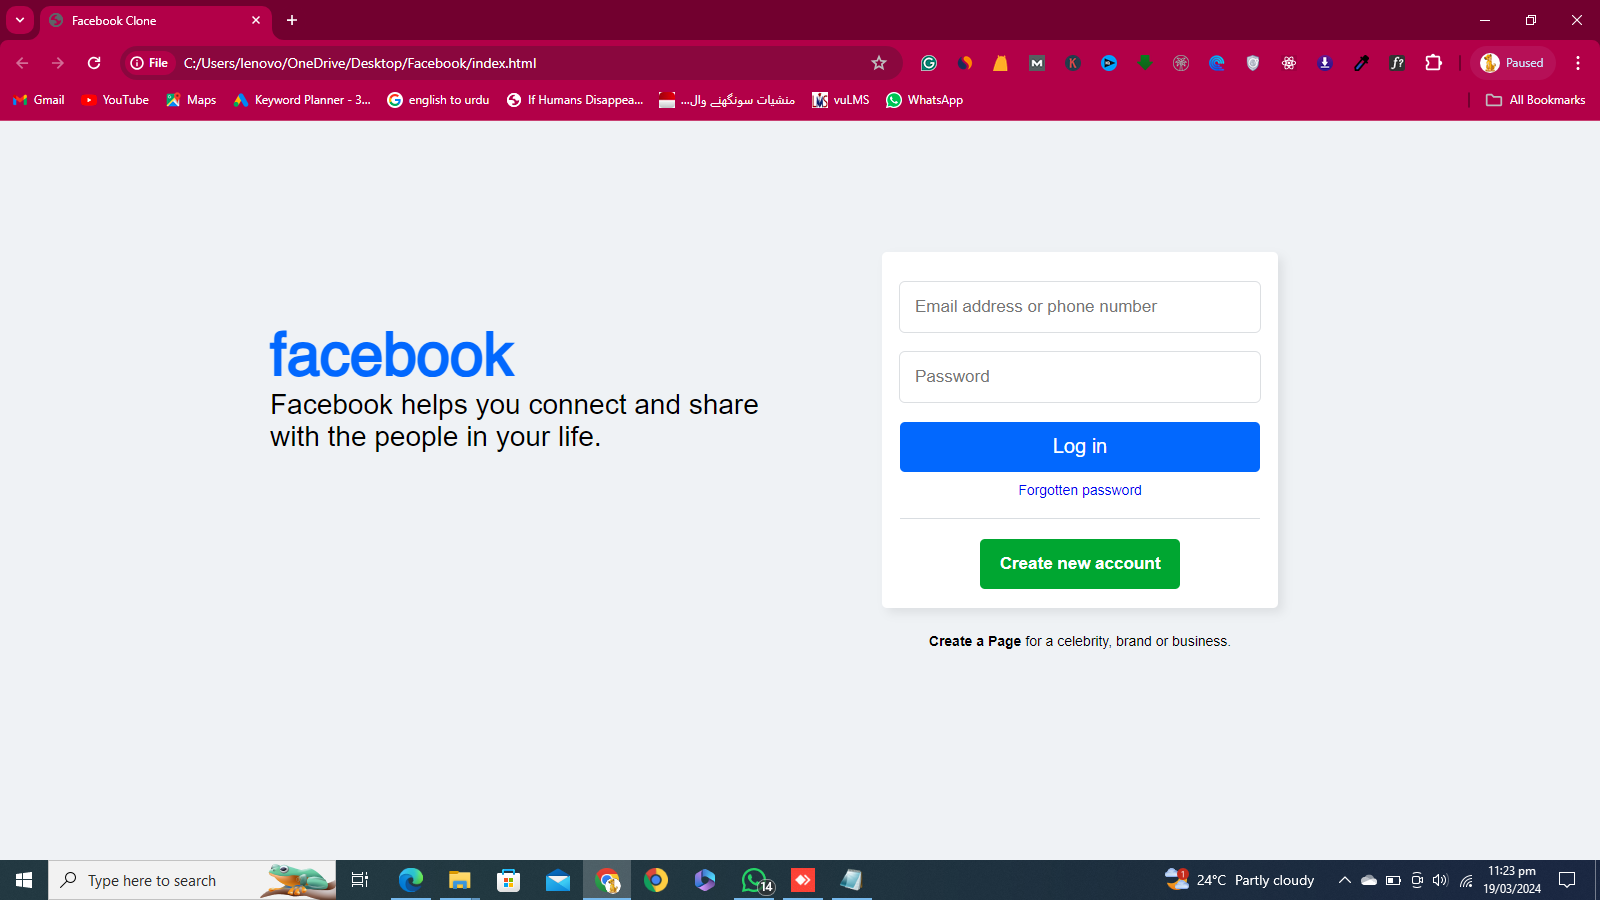 Facebook Clone
File
C:/Users/lenovo/OneDrive/Desktop/Facebook/index.html
Paused
Gmail
YouTube
Maps
Keyword Planner - 3...
english to urdu
If Humans Disappea...
منشیات سونگھنے وال...
vuLMS
WhatsApp
All Bookmarks
facebook
Facebook helps you connect and share
with the people in your life.
Email address or phone number
Password
Log in
Forgotten password
Create new account
Create a Page for a celebrity, brand or business.
Type here to search
14
1
24°C Partly cloudy
11:23 pm
19/03/2024